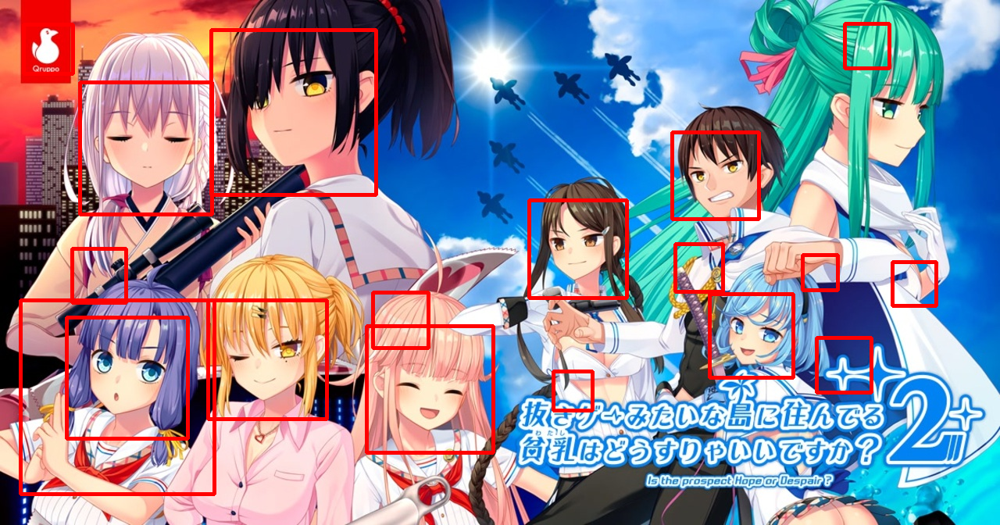 Qruppo
抜きゲーみたいな島に住んでる
わたし
貧乳はどうすりゃいいですか？2
Is the prospect Hope or Despair ?